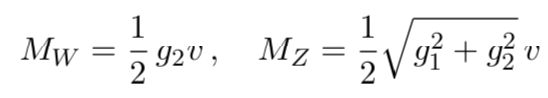 M_W = \frac{1}{2} g_2 v , \quad M_Z = \frac{1}{2} \sqrt{g_1^2 + g_2^2} \, v